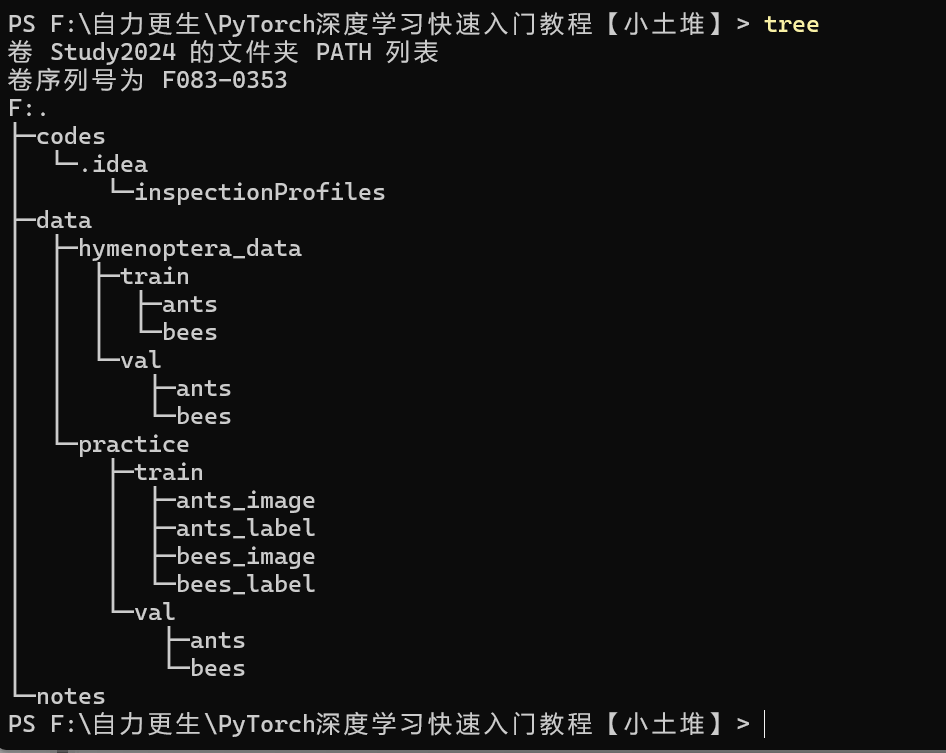 PS F:\自力更生\PyTorch深度学习快速入门教程【小土堆】> tree
卷 Study2024 的文件夹 PATH 列表
卷序列号为 F083-0353
F:.
├─codes
│  └─.idea
│      └─inspectionProfiles
├─data
│  ├─hymenoptera_data
│  │  ├─train
│  │  │  ├─ants
│  │  │  └─bees
│  │  └─val
│  │      ├─ants
│  │      └─bees
│  └─practice
│      ├─train
│      │  ├─ants_image
│      │  ├─ants_label
│      │  ├─bees_image
│      │  └─bees_label
│      └─val
│          ├─ants
│          └─bees
└─notes
PS F:\自力更生\PyTorch深度学习快速入门教程【小土堆】>